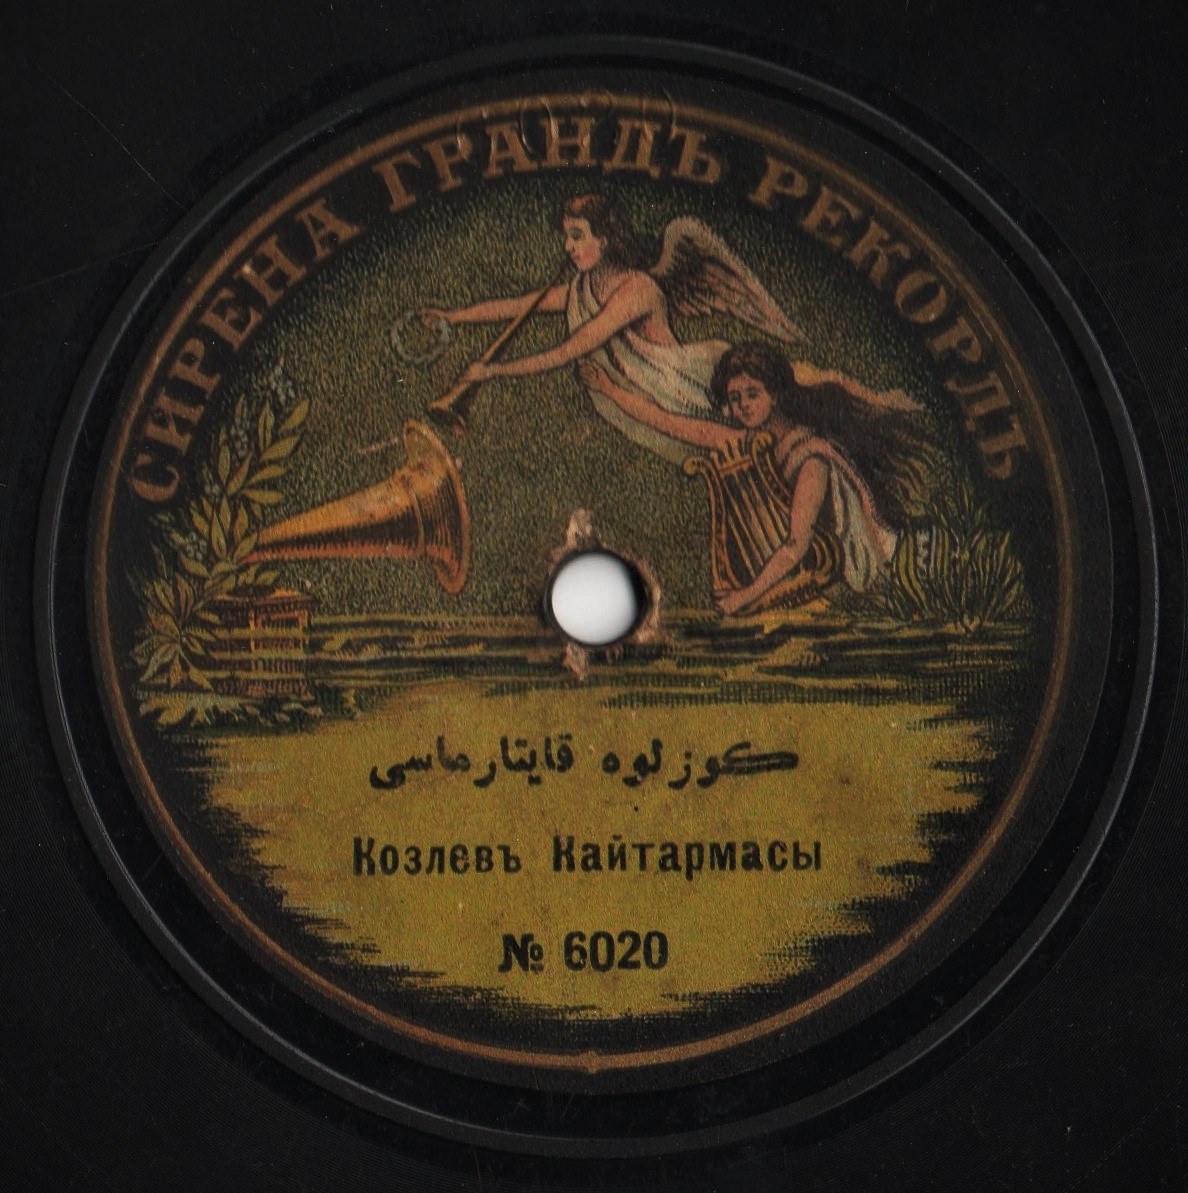 СИРЕНА ГРАНДЪ РЕКОРДЪ
كوزلوه قايتارماسى
Козлевъ Кайтармасы
№ 6020